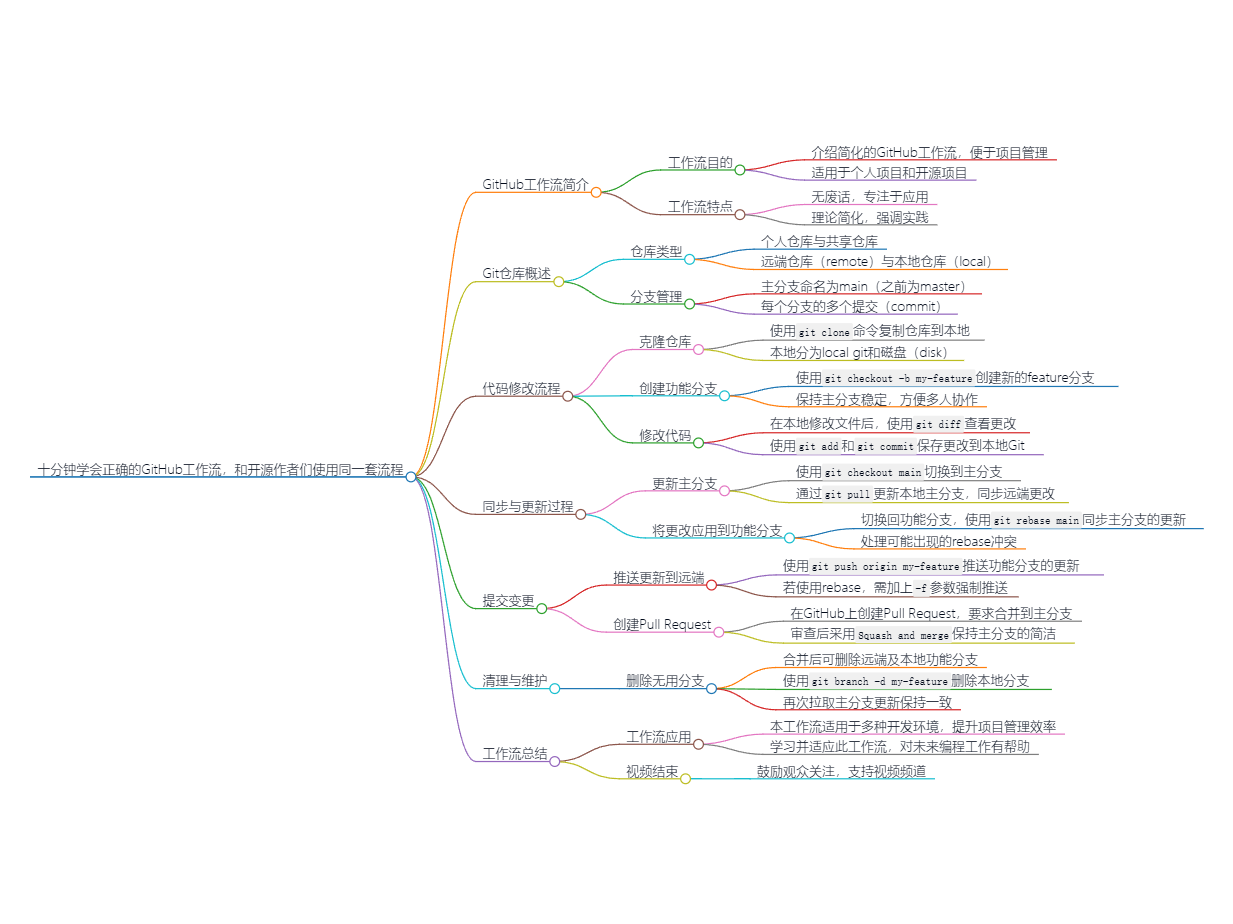 十分钟学会正确的GitHub工作流，和开源作者们使用同一套流程
GitHub工作流简介
工作流目的
介绍简化的GitHub工作流，便于项目管理
适用于个人项目和开源项目
工作流特点
无废话，专注于应用
理论简化，强调实践
Git仓库概述
仓库类型
个人仓库与共享仓库
远端仓库（remote）与本地仓库（local）
分支管理
主分支命名为main（之前为master）
每个分支的多个提交（commit）
代码修改流程
克隆仓库
使用 git clone 命令复制仓库到本地
本地分为local git和磁盘（disk）
创建功能分支
使用 git checkout -b my-feature 创建新的feature分支
保持主分支稳定，方便多人协作
修改代码
在本地修改文件后，使用 git diff 查看更改
使用 git add 和 git commit 保存更改到本地Git
同步与更新过程
更新主分支
使用 git checkout main 切换到主分支
通过 git pull 更新本地主分支，同步远端更改
将更改应用到功能分支
切换回功能分支，使用 git rebase main 同步主分支的更新
处理可能出现的rebase冲突
提交变更
推送更新到远端
使用 git push origin my-feature 推送功能分支的更新
若使用rebase，需加上 -f 参数强制推送
创建Pull Request
在GitHub上创建Pull Request，要求合并到主分支
审查后采用 Squash and merge 保持主分支的简洁
清理与维护
删除无用分支
合并后可删除远端及本地功能分支
使用 git branch -d my-feature 删除本地分支
再次拉取主分支更新保持一致
工作流总结
工作流应用
本工作流适用于多种开发环境，提升项目管理效率
学习并适应此工作流，对未来编程工作有帮助
视频结束
鼓励观众关注，支持视频频道